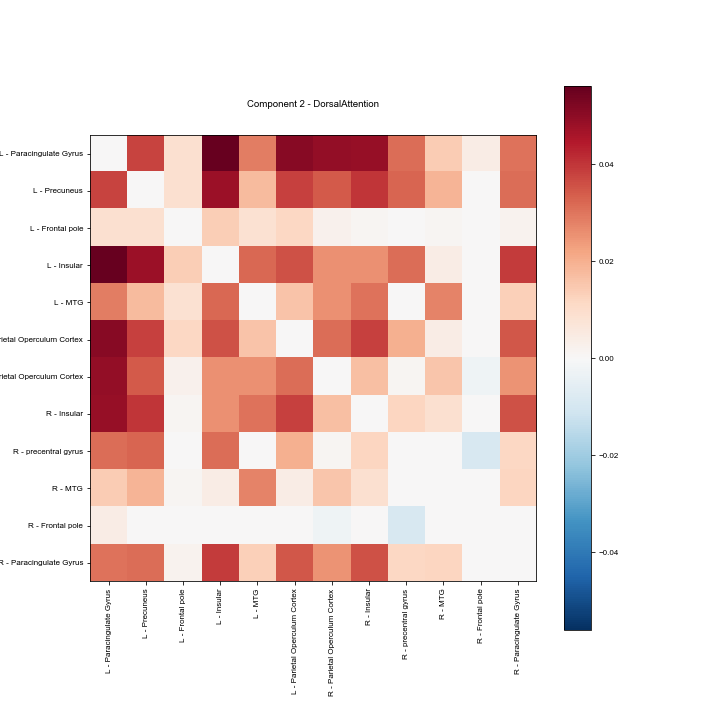 Component 2 - DorsalAttention
L - Paracingulate Gyrus
L - Precuneus
L - Frontal pole
L - Insular
L - MTG
Operculum Cortex
Operculum Cortex
R - Insular
R - precentral gyrus
R - MTG
R - Frontal pole
R - Paracingulate Gyrus
L - Paracingulate Gyrus
L - Precuneus
L - Frontal pole
L - Insular
L - MTG
L - Parietal Operculum Cortex
R - Parietal Operculum Cortex
R - Insular
R - precentral gyrus
R - MTG
R - Frontal pole
R - Paracingulate Gyrus
0.04
0.02
0.00
−0.02
−0.04